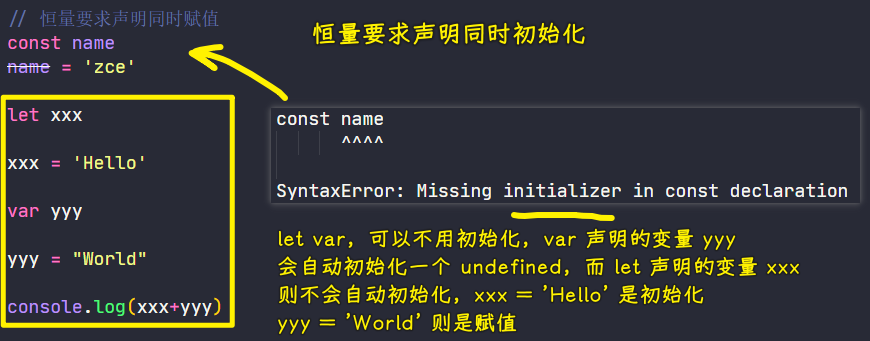 // 恒量要求声明同时赋值
恒量要求声明同时初始化
const name
name = 'zce'
let xxx
xxx = 'Hello'
var yyy
yyy = "World"
console.log(xxx+yyy)
const name
^^^^
SyntaxError: Missing initializer in const declaration
let var，可以不用初始化，var 声明的变量 yyy
会自动初始化一个 undefined，而 let 声明的变量 xxx
则不会自动初始化，xxx = 'Hello' 是初始化
yyy = 'World' 则是赋值